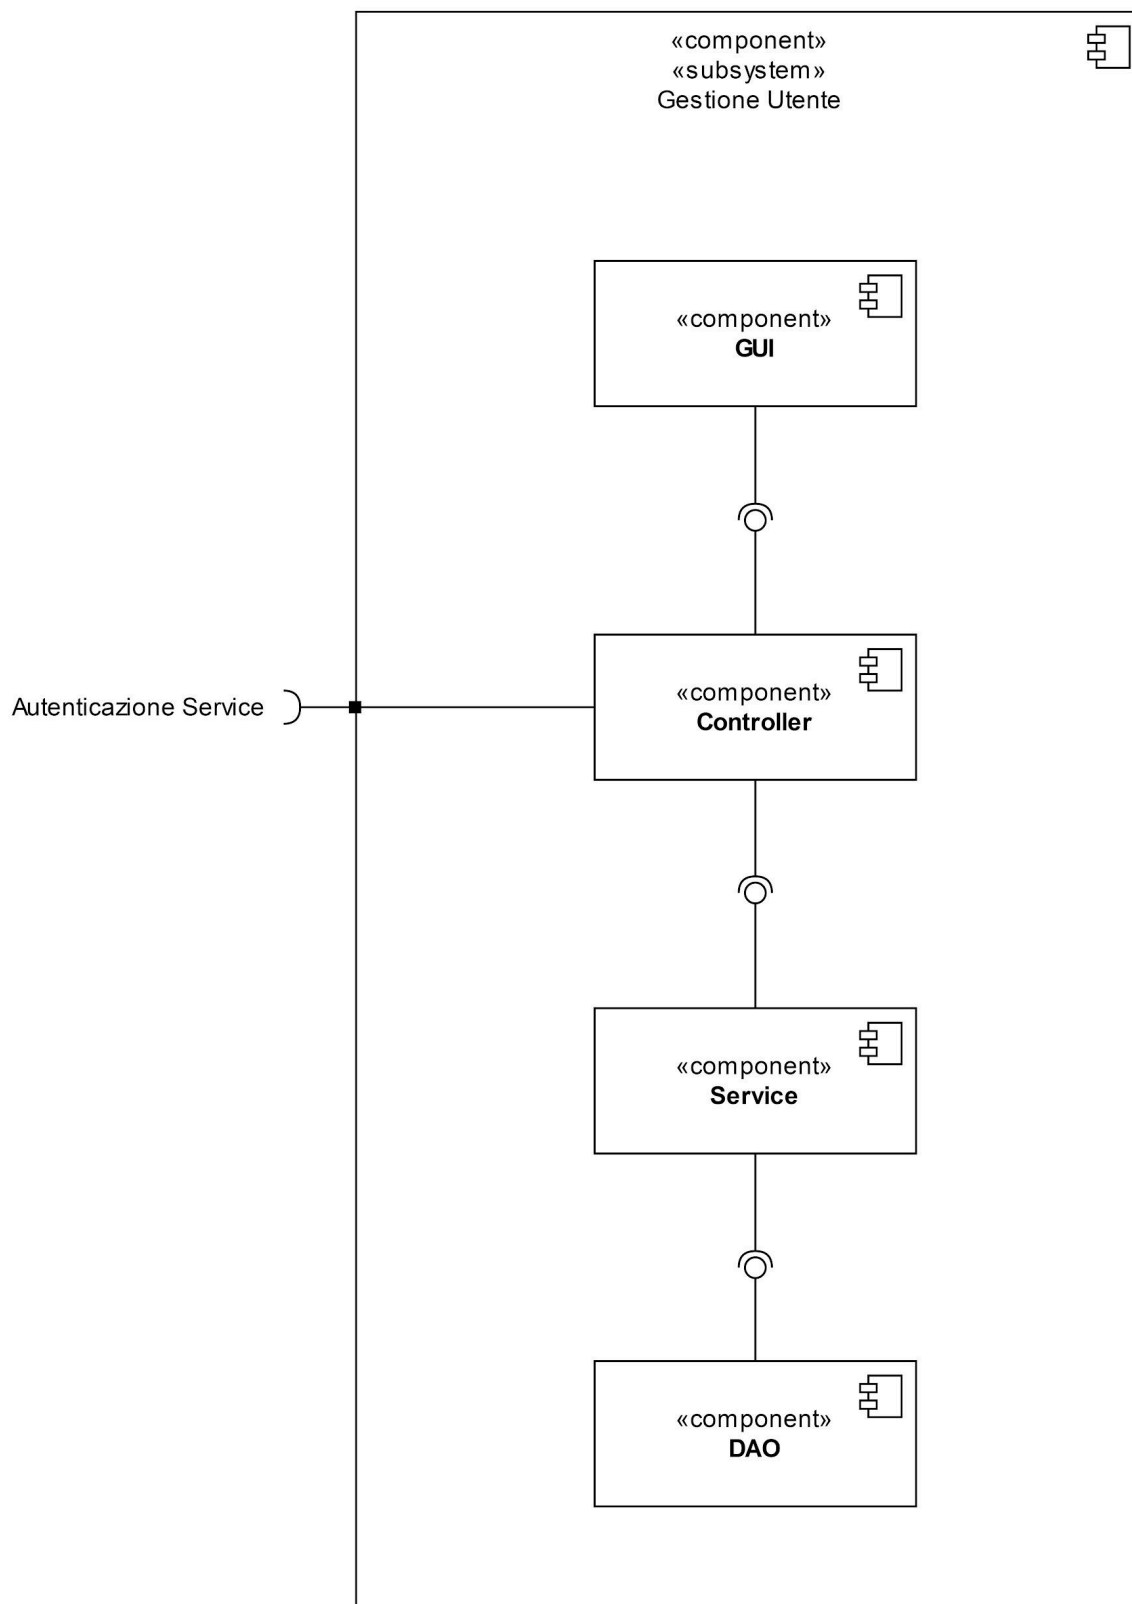 «component»
«subsystem»
Gestione Utente
«component»
GUI
Autenticazione Service
«component»
Controller
«component»
Service
«component»
DAO